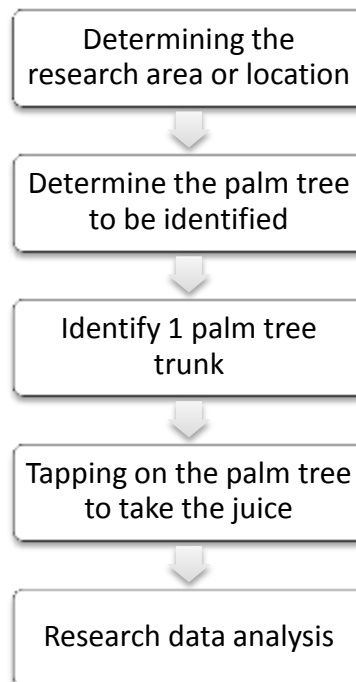 Determining the
research area or location
Determine the palm tree
to be identified
Identify 1 palm tree
trunk
Tapping on the palm tree
to take the juice
Research data analysis